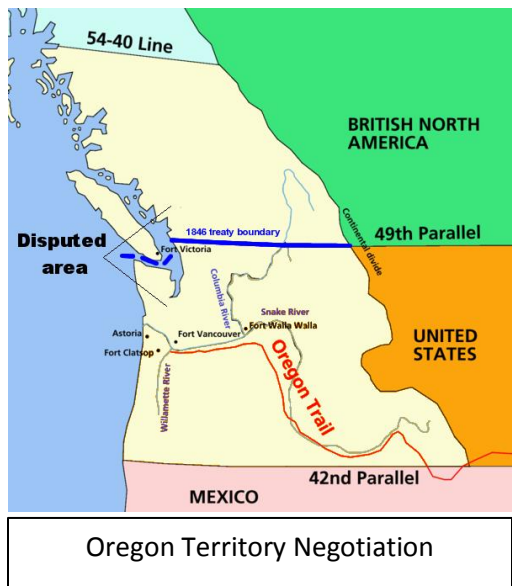 54-40 Line
BRITISH NORTH
AMERICA
1846 treaty boundary
49th Parallel
Continental divide
Disputed
area
Fort Victoria
Columbia River
Snake River
Fort Walla Walla
Astoria
Fort Vancouver
Fort Clatsop
UNITED
STATES
Oregon Trail
Willamette River
42nd Parallel
MEXICO
Oregon Territory Negotiation